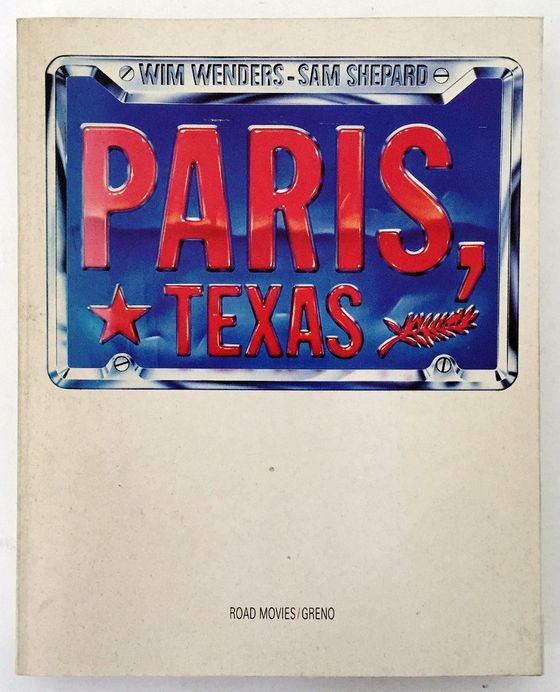 WIM WENDERS-SAM SHEPARD
PARIS,
TEXAS
ROAD MOVIES/GRENO